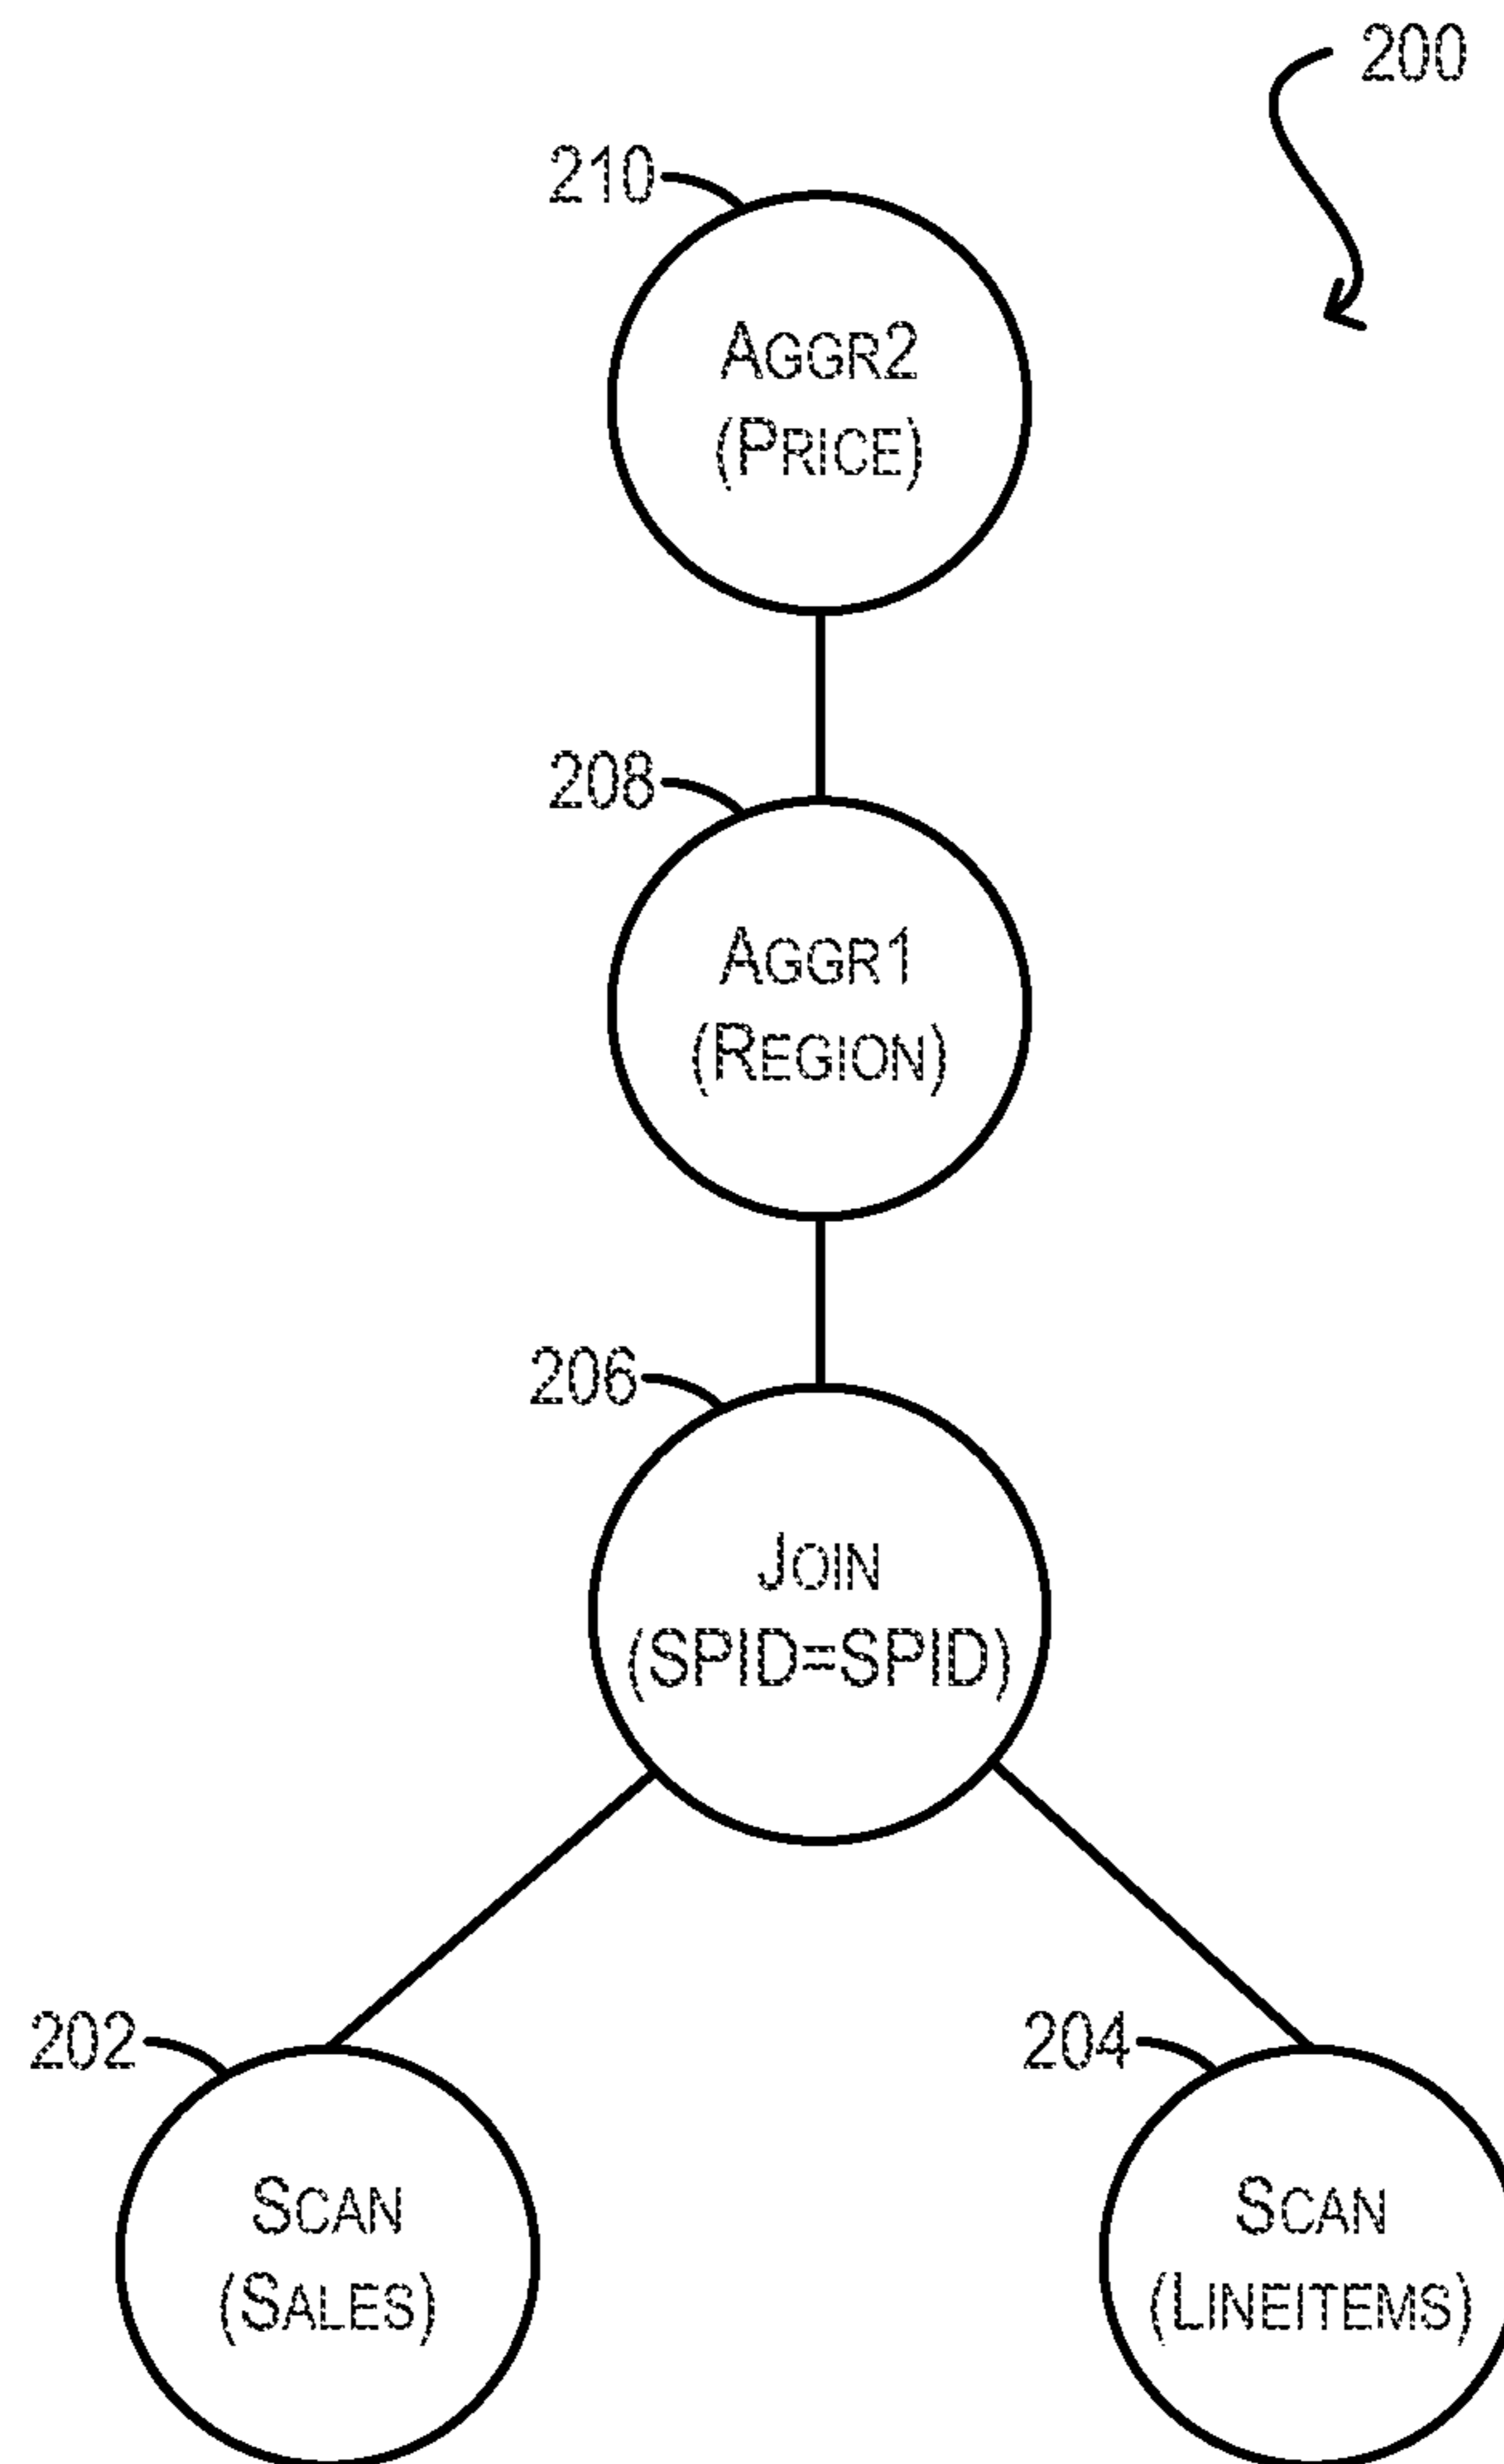 200
210
AGGR2
(PRICE)
208
AGGR1
(REGION)
206
JOIN
(SPID=SPID)
202
204
SCAN
(SALES)
SCAN
(LINEITEMS)